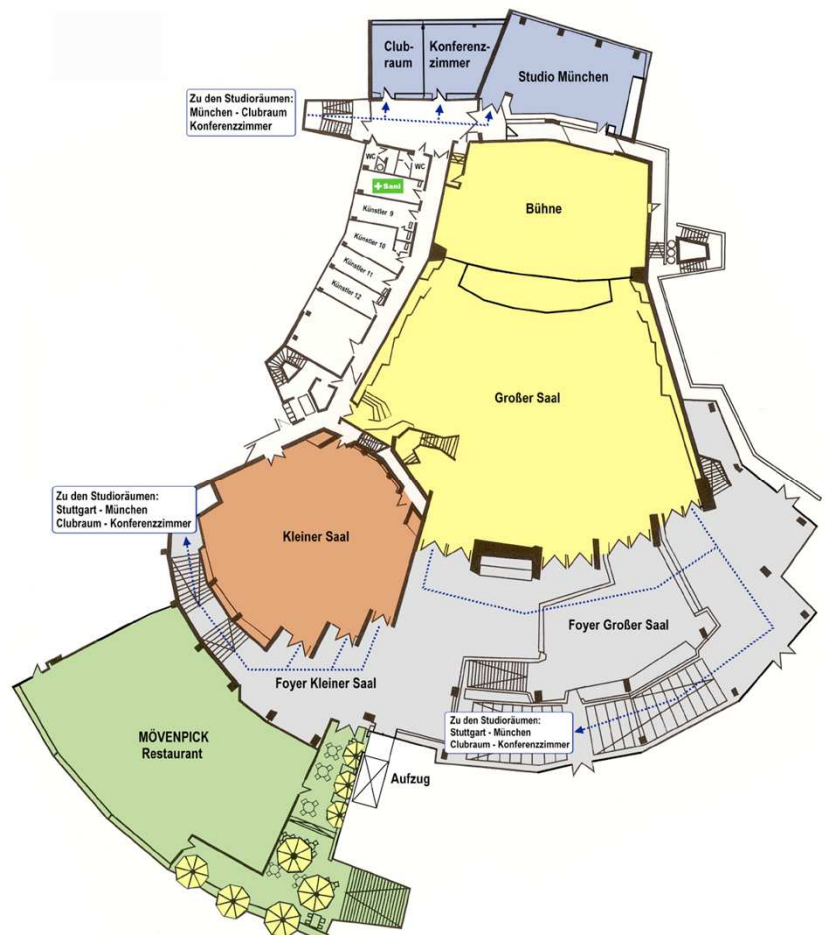 Club-
raum
Konferenz-
zimmer
Studio München
Zu den Studioräumen:
München - Clubraum
Konferenzzimmer
WC
WC
Sani
Künstler 9
Künstler 10
Künstler 11
Künstler 12
Bühne
Großer Saal
Zu den Studioräumen:
Stuttgart - München
Clubraum - Konferenzzimmer
Kleiner Saal
Foyer Großer Saal
Foyer Kleiner Saal
Zu den Studioräumen:
Stuttgart - München
Clubraum - Konferenzzimmer
MÖVENPICK
Restaurant
Aufzug